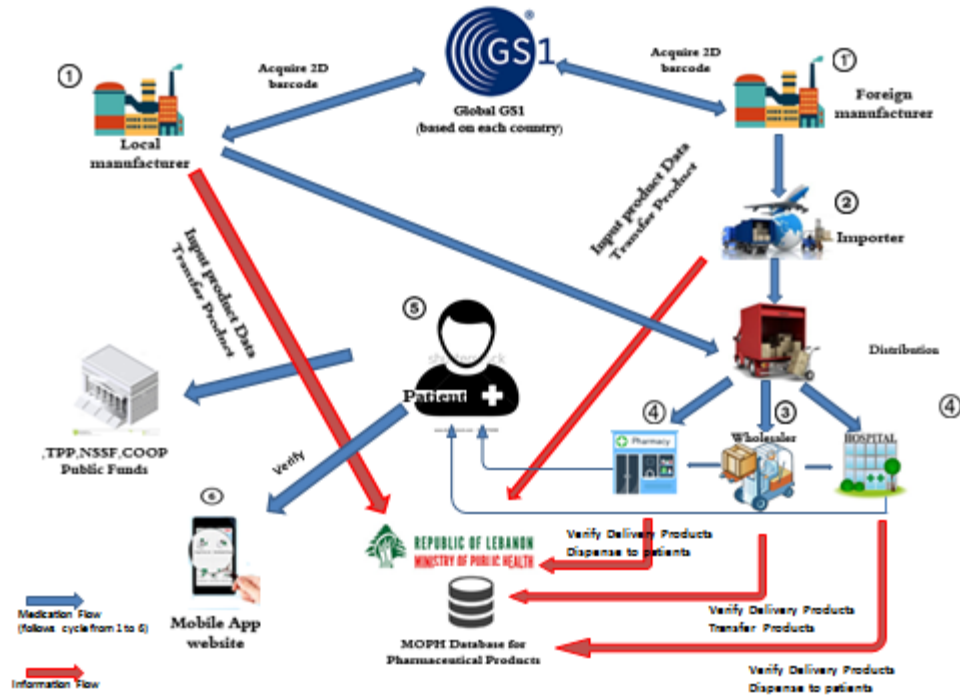 GS1
®
Global GS1
(based on each country)
Acquire 2D
barcode
Acquire 2D
barcode
1
Local
manufacturer
1'
Foreign
manufacturer
2
Importer
Input product Data
Transfer Product
Input product Data
Transfer Product
Distribution
5
Patient
,TPP,NSSF,COOP
Public Funds
Verify
4
Pharmacy
3
Wholesaler
4
HOSPITAL
6
Mobile App
website
REPUBLIC OF LEBANON
MINISTRY OF PUBLIC HEALTH
MOPH Database for
Pharmaceutical Products
Verify Delivery Products
Dispense to patients
Verify Delivery Products
Transfer Products
Verify Delivery Products
Dispense to patients
Medication Flow
(follows cycle from 1 to 6)
Information Flow